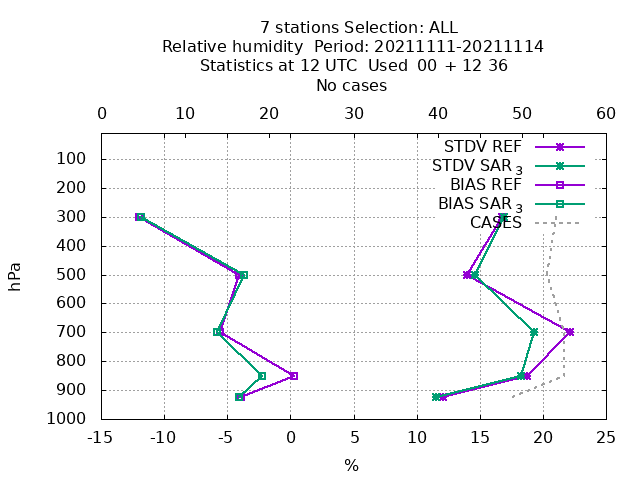 7 stations Selection: ALL
Relative humidity  Period: 20211111-20211114
Statistics at 12 UTC  Used  00 + 12 36
No cases
0 10 20 30 40 50 60
STDV REF
STDV SAR 3
BIAS REF
BIAS SAR 3
CASES
100
200
300
400
500
600
700
800
900
1000
hPa
-15 -10 -5 0 5 10 15 20 25
%